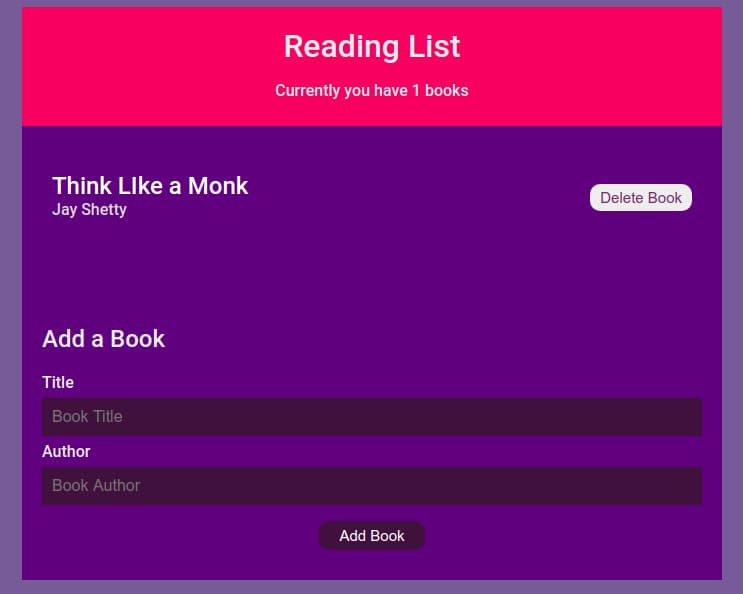 Reading List
Currently you have 1 books
Think LIke a Monk
Jay Shetty
Delete Book
Add a Book
Title
Book Title
Author
Book Author
Add Book